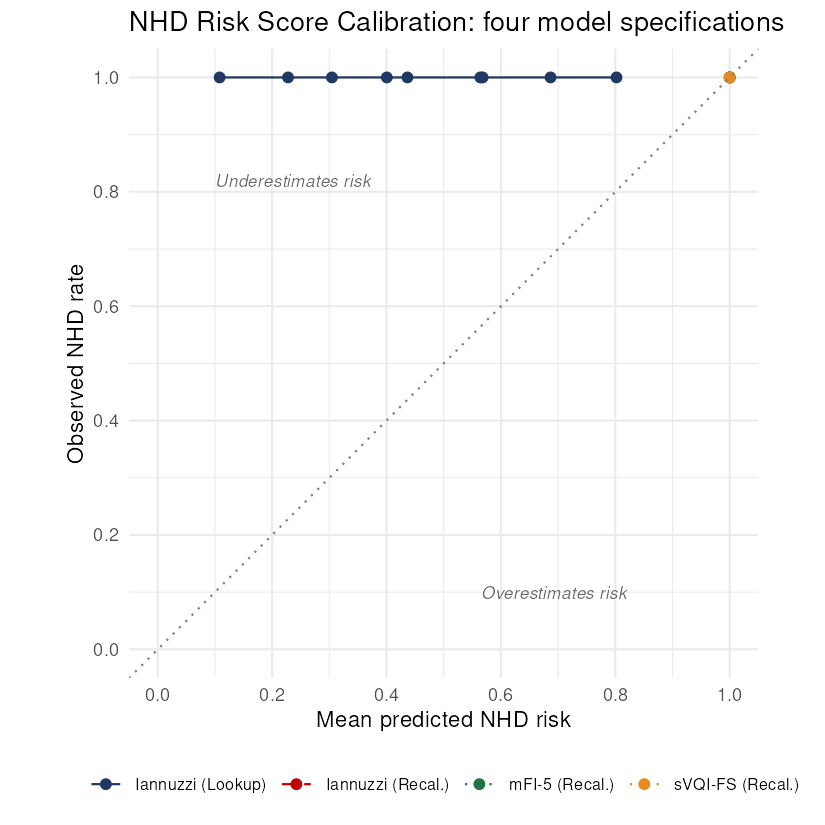 NHD Risk Score Calibration: four model specifications
1.0
0.8
0.6
0.4
0.2
0.0
Observed NHD rate
Underestimates risk
Overestimates risk
0.0 0.2 0.4 0.6 0.8 1.0
Mean predicted NHD risk
Iannuzzi (Lookup) Iannuzzi (Recal.) mFI-5 (Recal.) sVQI-FS (Recal.)